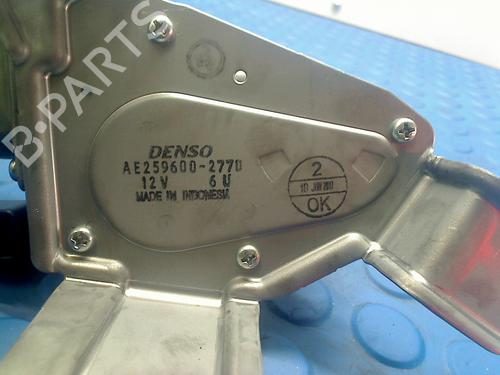 B-PARTS
DENSO
AE259600-2770
12V 6U
MADE IN INDONESIA
2
OK